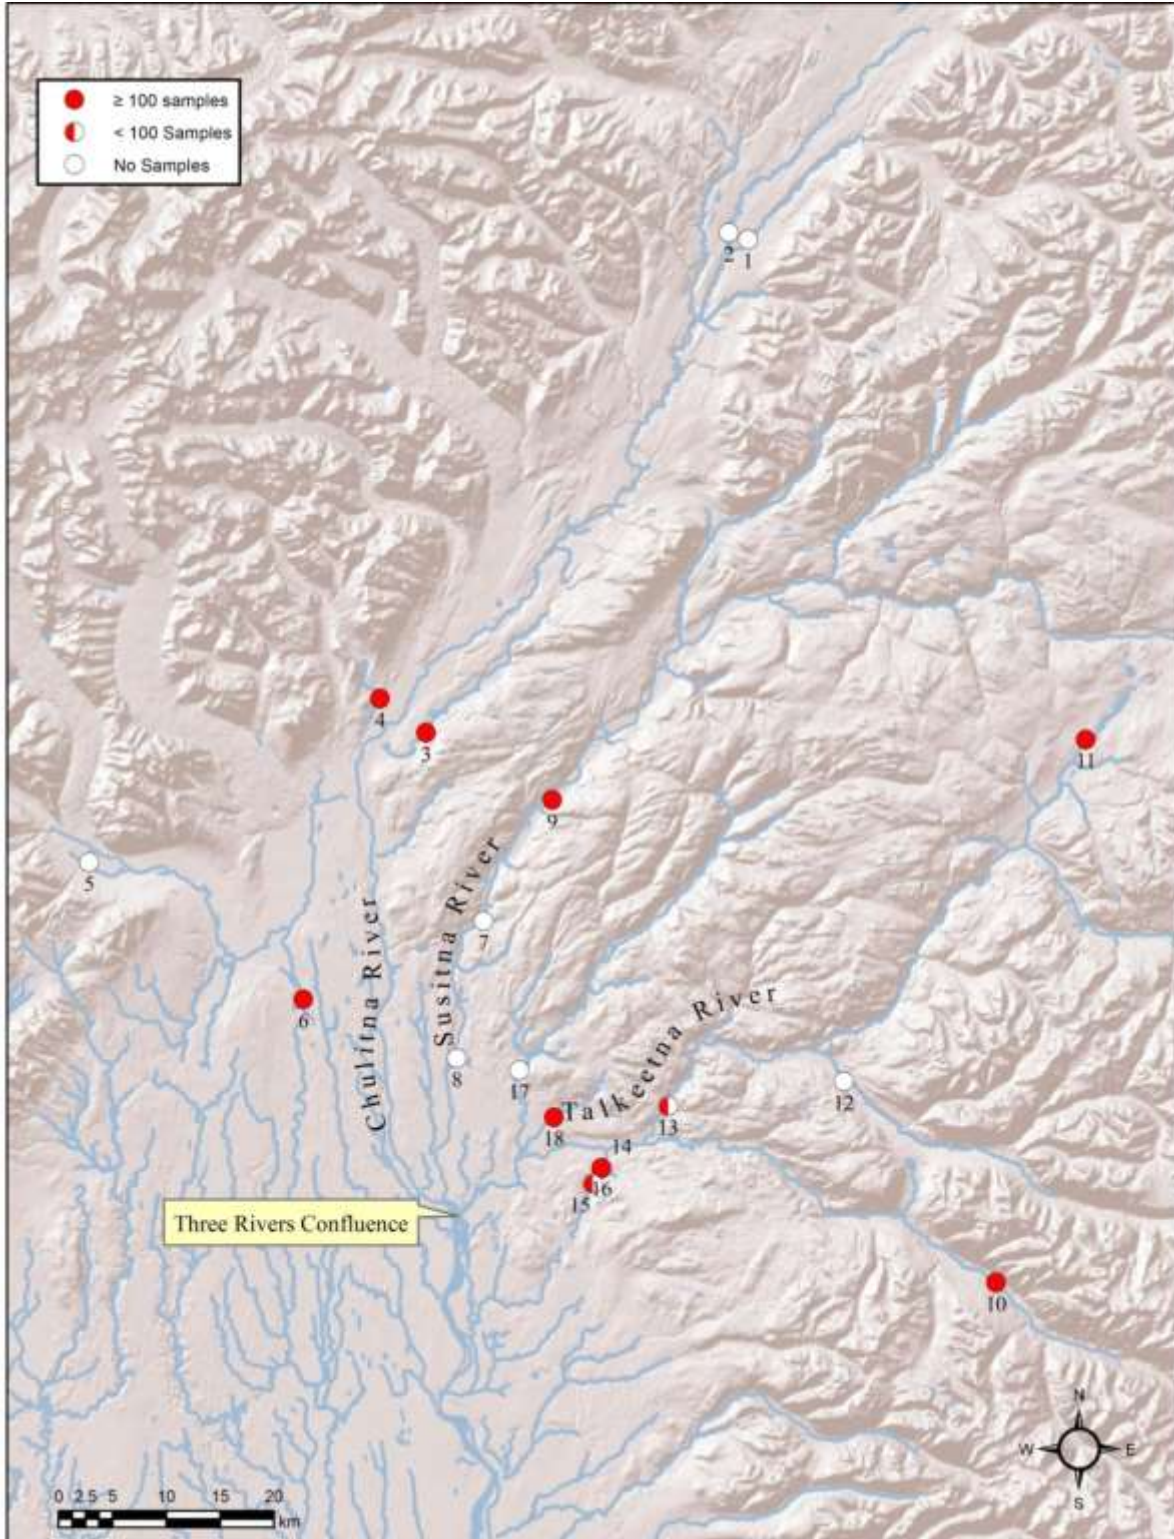 ≥ 100 samples
< 100 Samples
No Samples
2
1
4
3
11
9
5
7
Susitna River
6
Chulitna River
Talkeetna River
8
17
12
13
18
14
16
15
Three Rivers Confluence
10
N
W
E
S
0 2.5 5 10 15 20
km